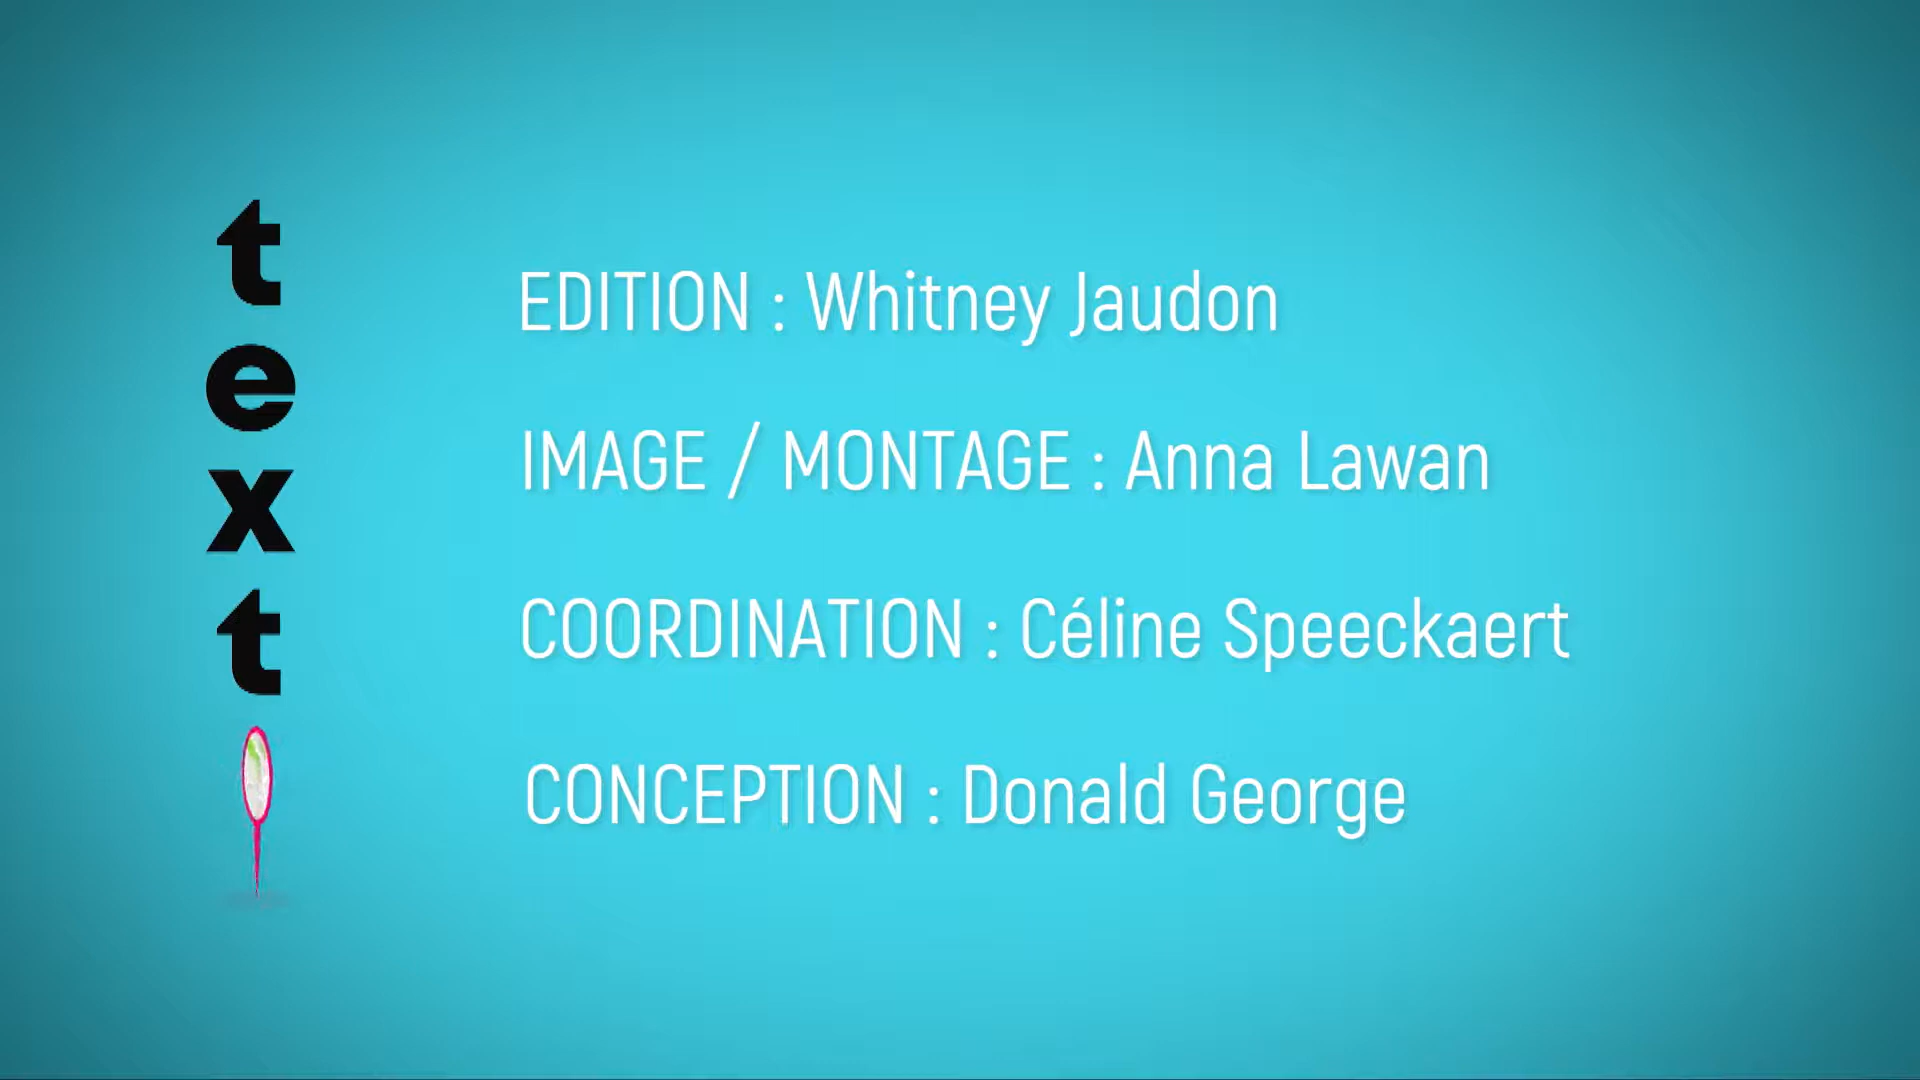 text
EDITION : Whitney Jaudon
IMAGE / MONTAGE : Anna Lawan
COORDINATION : Céline Speeckaert
CONCEPTION : Donald George